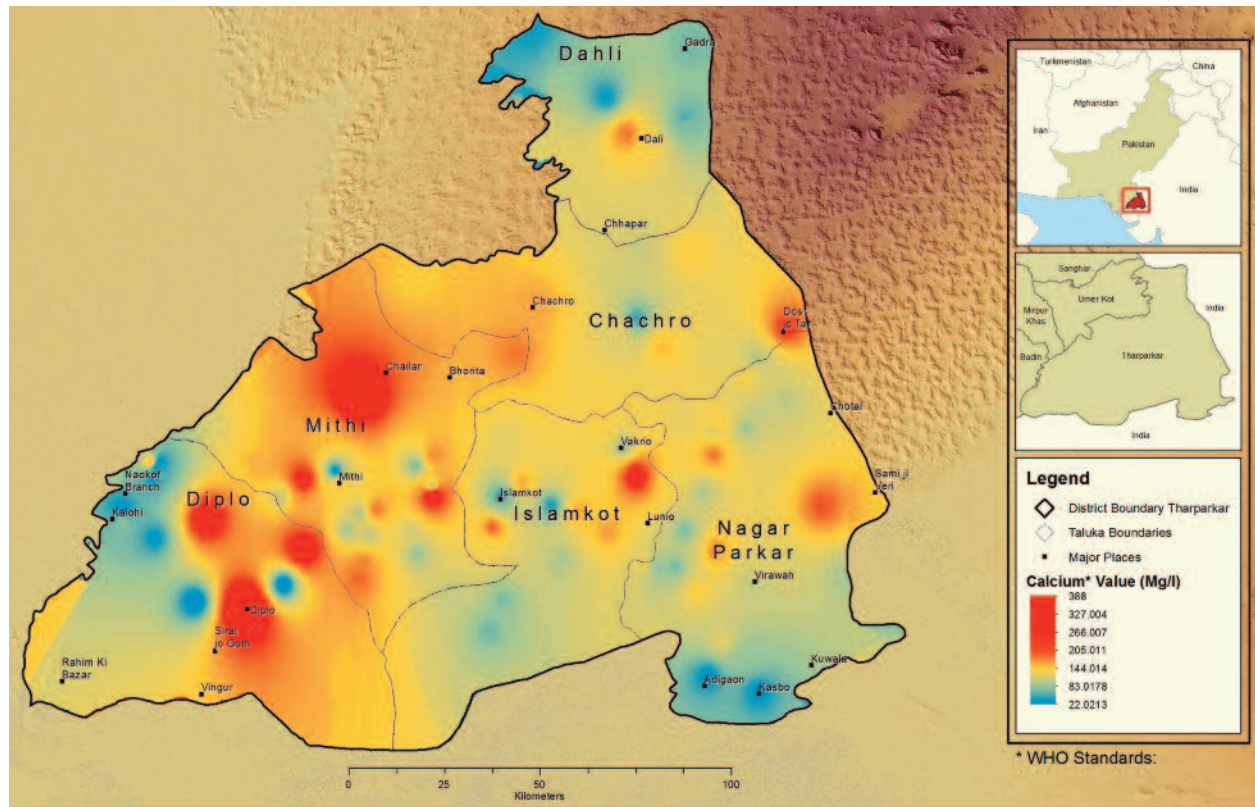 Dahli
Gadra
Dali
Chhapar
Chachro
Chachro
Dos
jo Tar
Chailar
Bhorita
Mithi
Chotal
Vakrio
Naokot
Branch
Mithi
Sami ji
Veri
Diplo
Islamkot
Kalohi
Islamkot
Lunio
Nagar
Parkar
Virawah
Diplo
Sirai
jo Goth
Kuwale
Rahim Ki
Bazar
Adigaon
Kasbo
Vingur
0 25 50 100
Kilometers
Turkmenistan
China
Afghanistan
Iran
Pakistan
India
Sanghar
Umer Kot
India
Mirpur
Khas
Badin
Tharparkar
India
Legend
District Boundary Tharparkar
Taluka Boundaries
Major Places
Calcium* Value (Mg/l)
388
327.004
266.007
205.011
144.014
83.0178
22.0213
* WHO Standards: